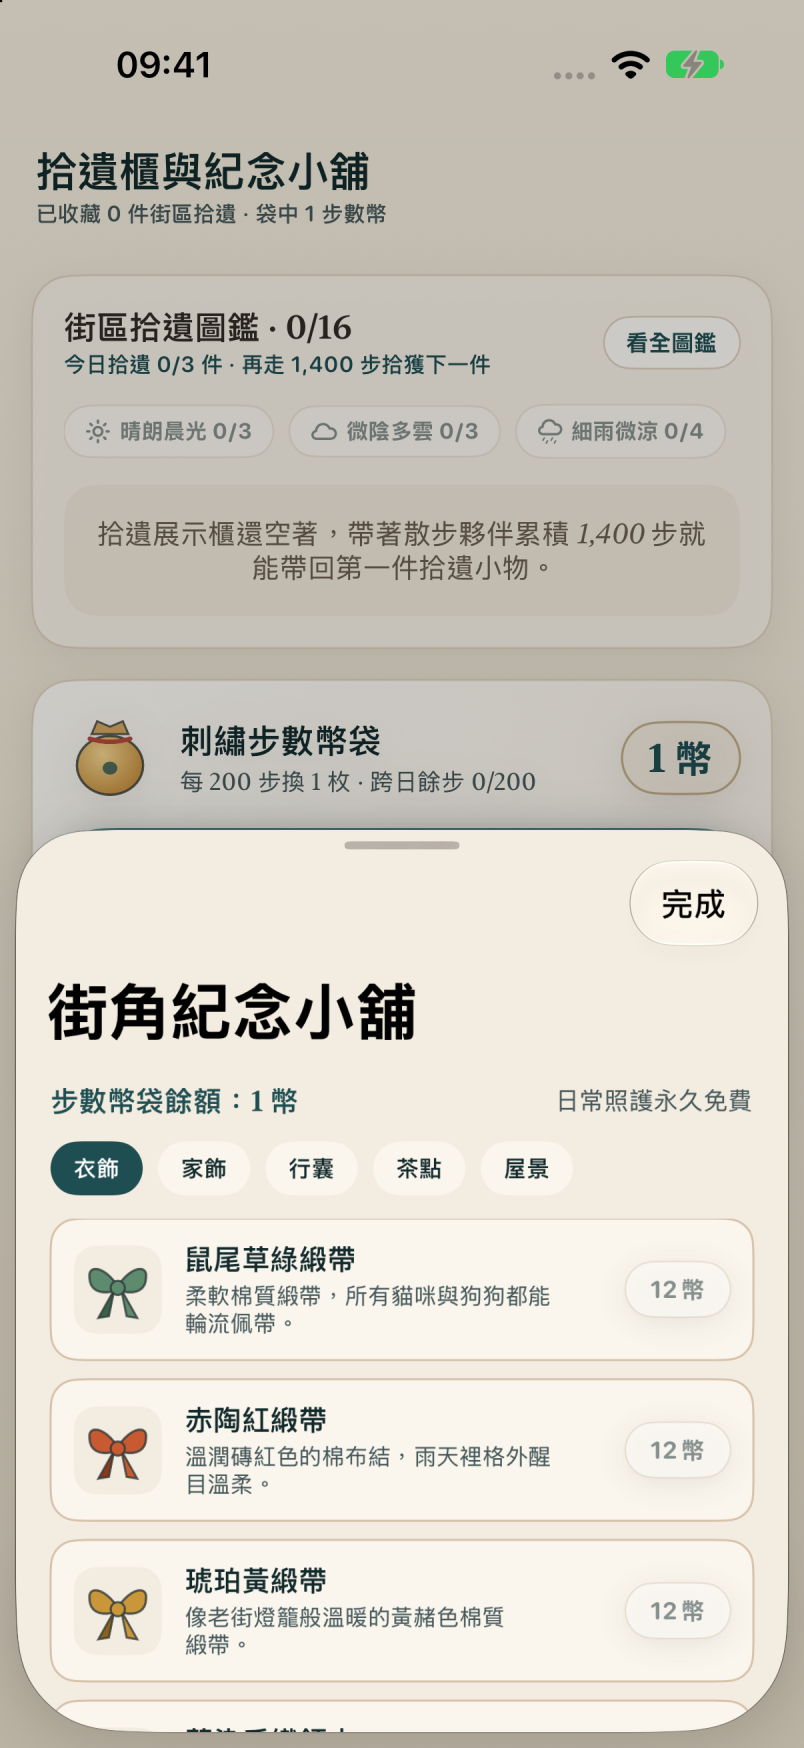 09:41
拾遺櫃與紀念小舖
已收藏 0 件街區拾遺 · 袋中 1 步數幣
街區拾遺圖鑑 · 0/16
看全圖鑑
今日拾遺 0/3 件 · 再走 1,400 步拾獲下一件
晴朗晨光 0/3
微陰多雲 0/3
細雨微涼 0/4
拾遺展示櫃還空著，帶著散步夥伴累積 1,400 步就
能帶回第一件拾遺小物。
刺繡步數幣袋
每 200 步換 1 枚 · 跨日餘步 0/200
1 幣
完成
街角紀念小舖
步數幣袋餘額：1 幣
日常照護永久免費
衣飾
家飾
行囊
茶點
屋景
鼠尾草綠緞帶
柔軟棉質緞帶，所有貓咪與狗狗都能
輪流佩帶。
12 幣
赤陶紅緞帶
溫潤磚紅色的棉布結，雨天裡格外醒
目溫柔。
12 幣
琥珀黃緞帶
像老街燈籠般溫暖的黃赭色棉質
緞帶。
12 幣